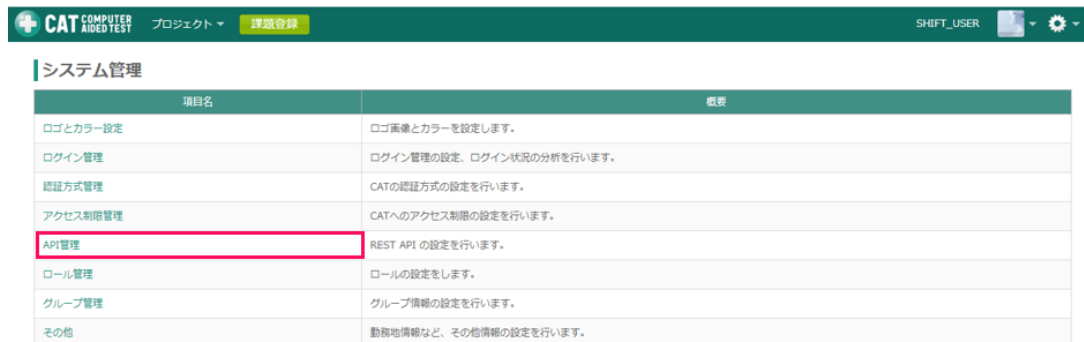 CAT COMPUTER AIDED TEST プロジェクト 課題登録 SHIFT_USER
システム管理
項目名 概要
ロゴとカラー設定 ロゴ画像とカラーを設定します。
ログイン管理 ログイン管理の設定、ログイン状況の分析を行います。
認証方式管理 CATの認証方式の設定を行います。
アクセス制限管理 CATへのアクセス制限の設定を行います。
API管理 REST API の設定を行います。
ロール管理 ロールの設定をします。
グループ管理 グループ情報の設定を行います。
その他 勤務地情報など、その他情報の設定を行います。